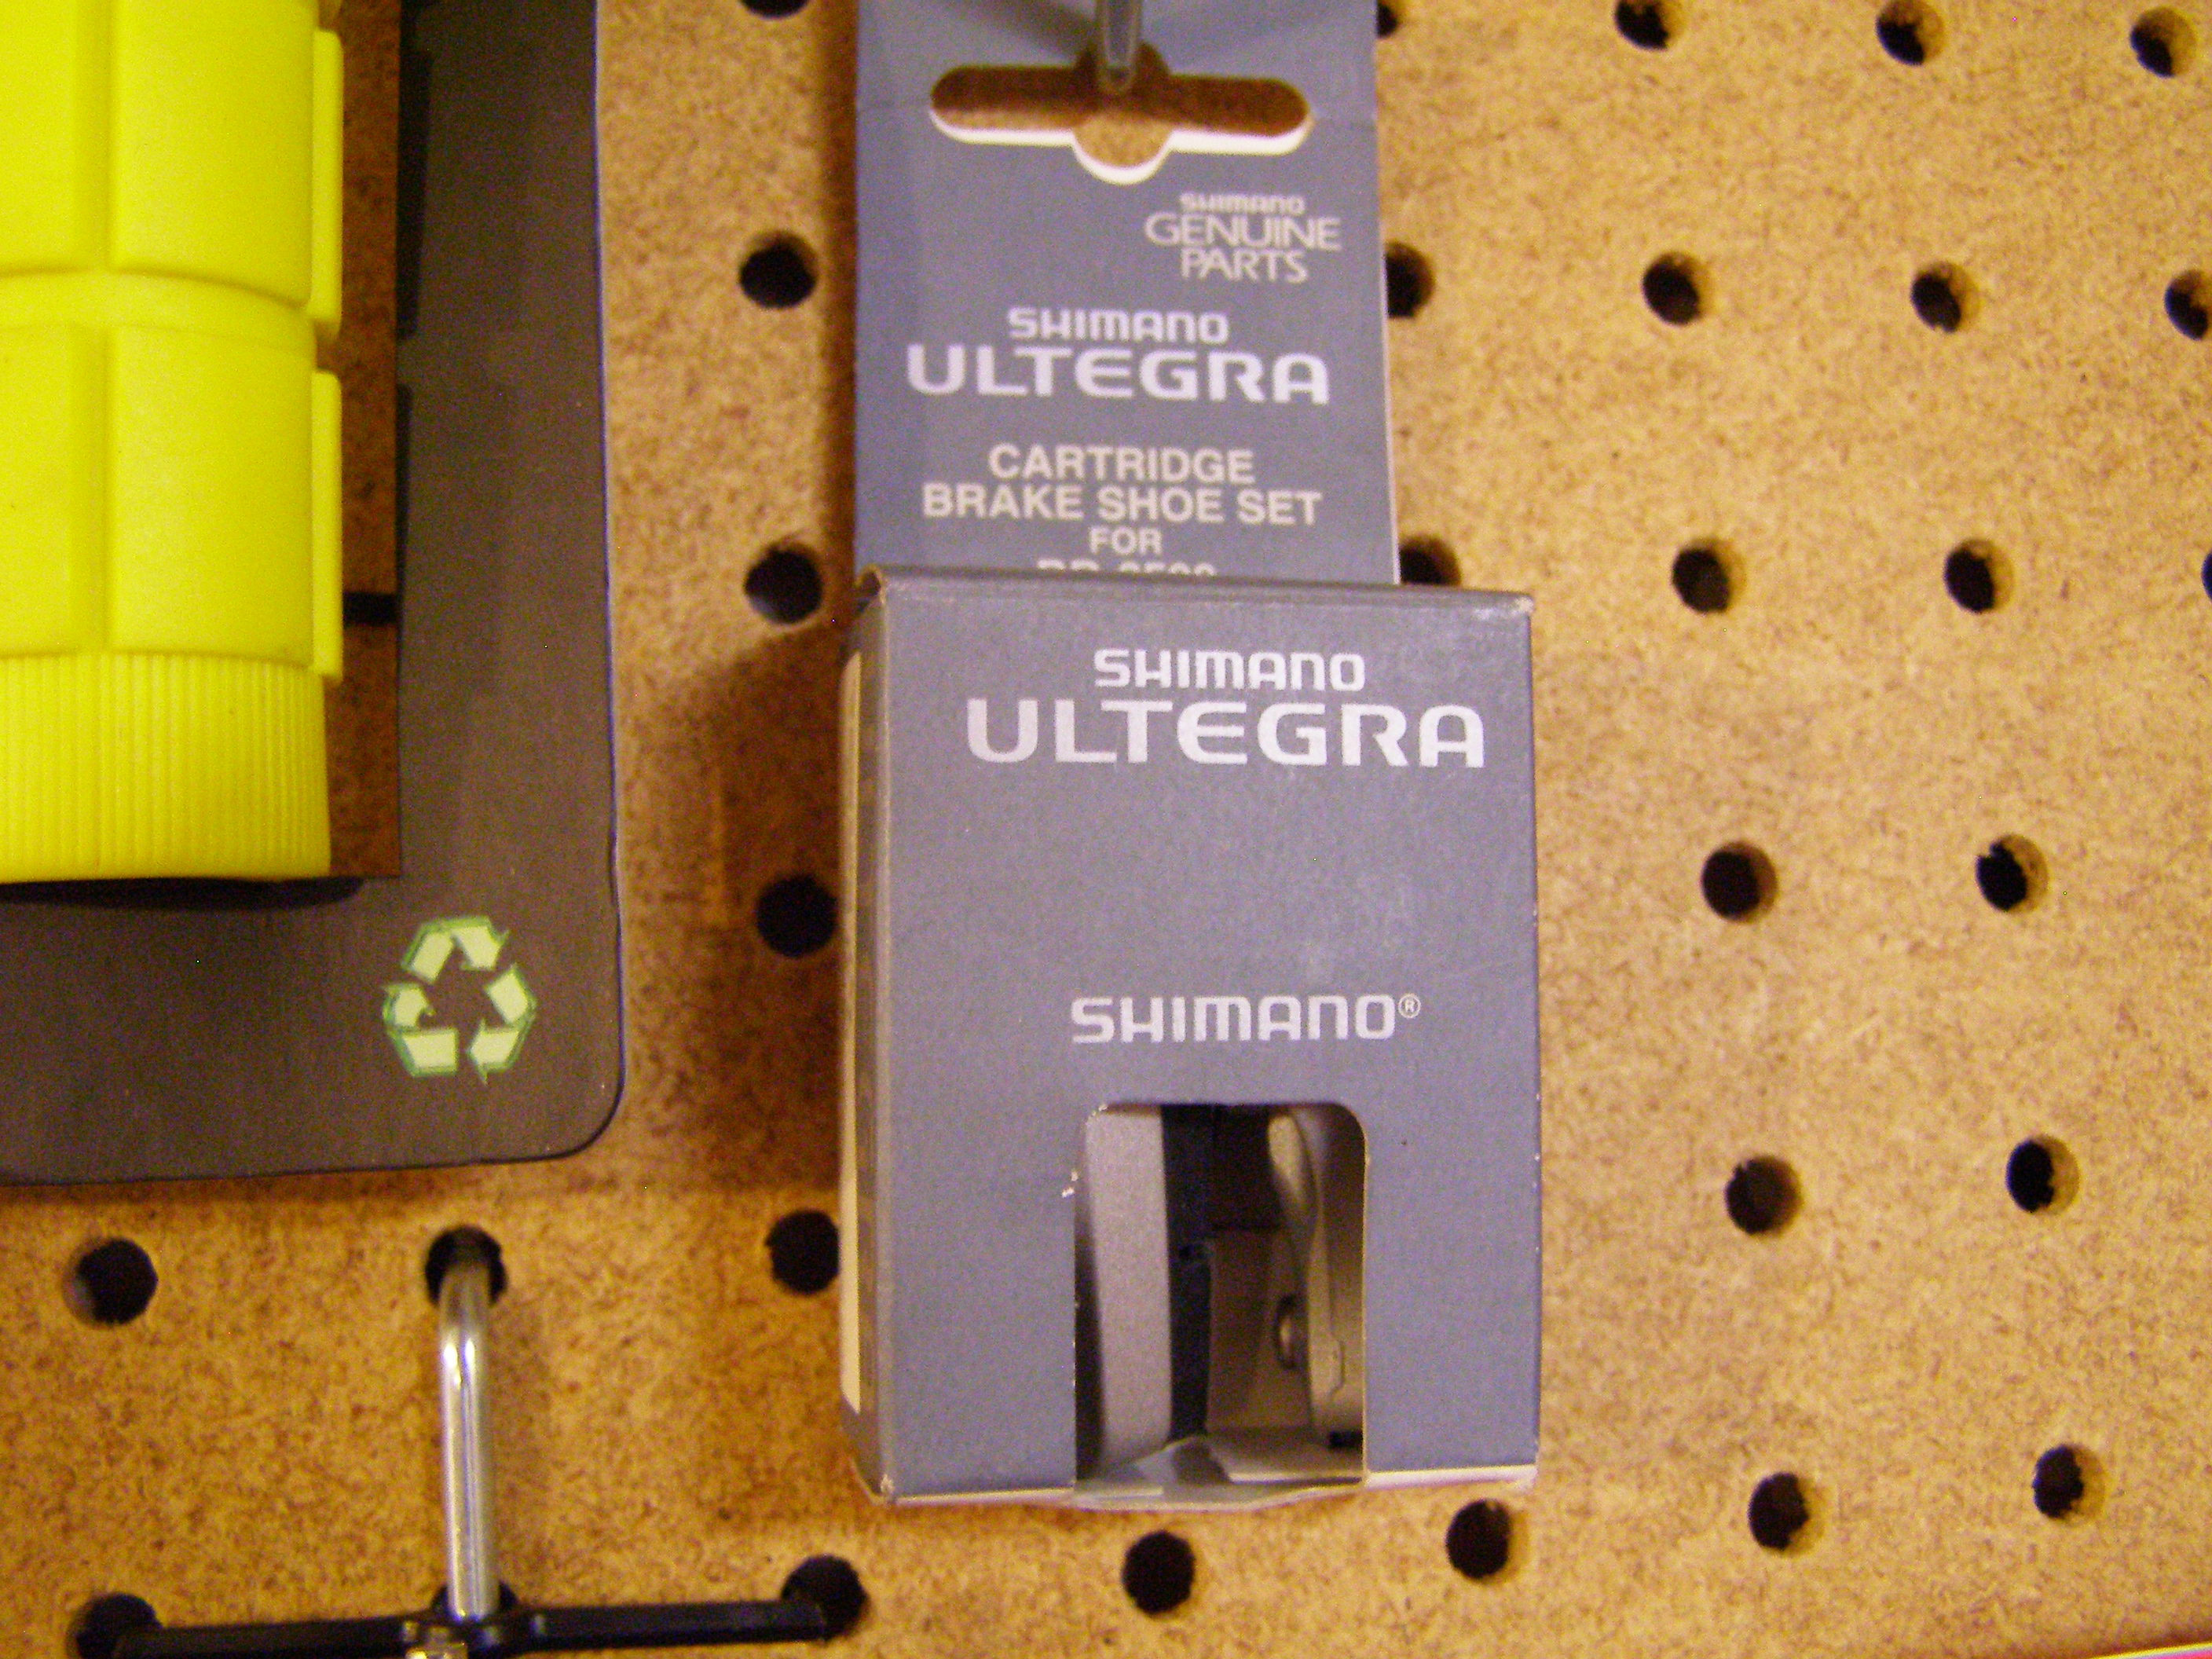 SHIMANO
GENUINE
PARTS
SHIMANO
ULTEGRA
CARTRIDGE
BRAKE SHOE SET
FOR
SHIMANO
ULTEGRA
SHIMANO®